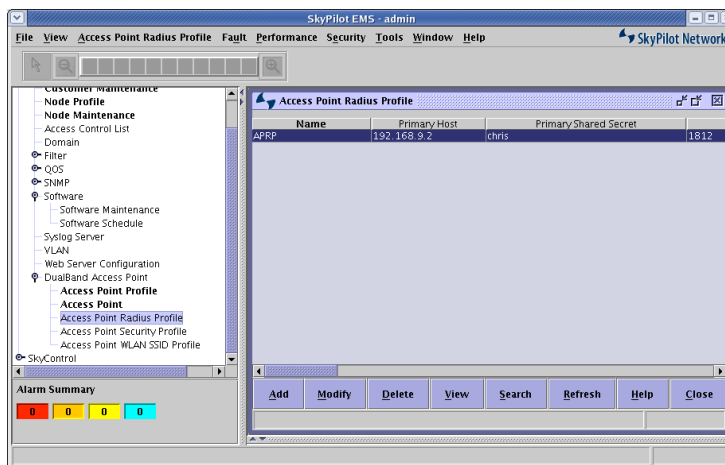 SkyPilot EMS - admin
File View Access Point Radius Profile Fault Performance Security Tools Window Help
SkyPilot Network
Customer Maintenance
Node Profile
Node Maintenance
Access Control List
Domain
Filter
QOS
SNMP
Software
Software Maintenance
Software Schedule
Syslog Server
VLAN
Web Server Configuration
DualBand Access Point
Access Point Profile
Access Point
Access Point Radius Profile
Access Point Security Profile
Access Point WLAN SSID Profile
SkyControl
Alarm Summary
0 0 0 0
Access Point Radius Profile
Name Primary Host Primary Shared Secret
APRP 192.168.9.2 chris 1812
Add Modify Delete View Search Refresh Help Close